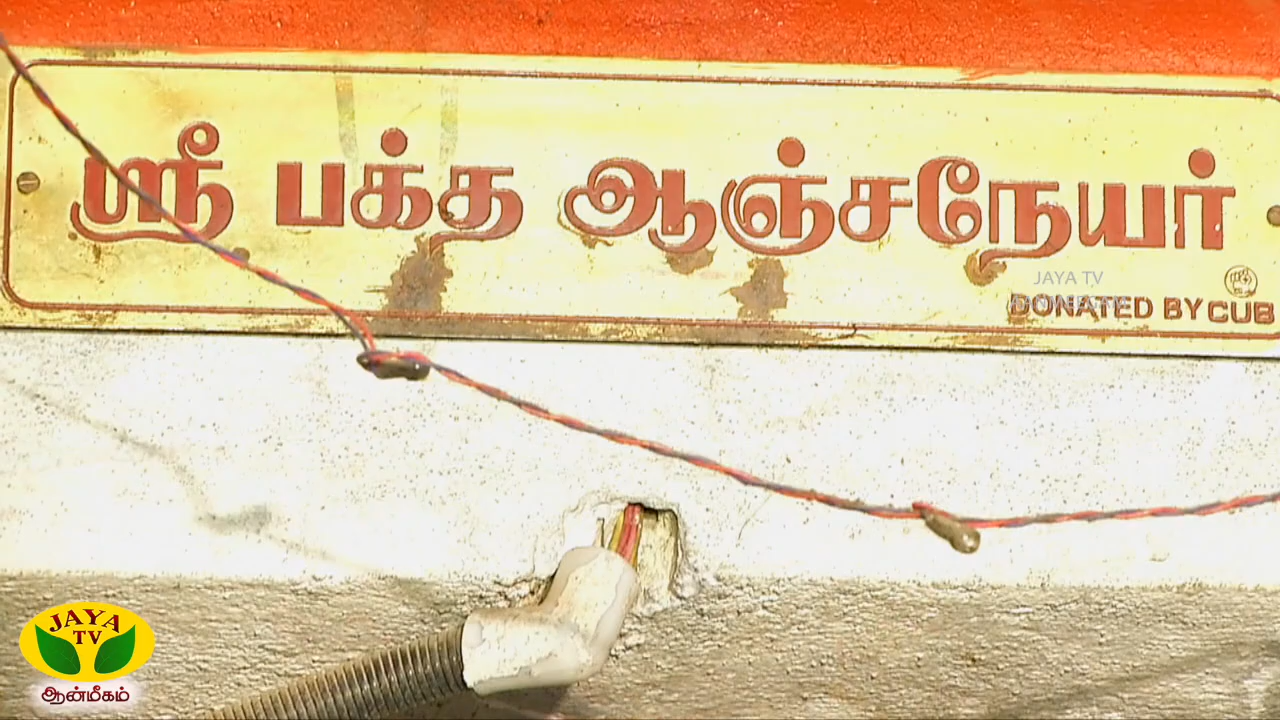 ஸ்ரீ பக்த ஆஞ்சநேயர்
JAYA TV
DONATED BY CUB
JAYA
TV
ஆன்மீகம்